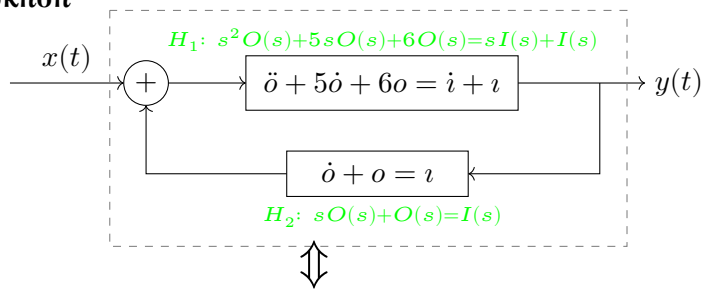 H₁: s²O(s)+5sO(s)+6O(s)=sI(s)+I(s)
x(t)
+
ö + 5ȯ + 6o = i̇ + ı
y(t)
ȯ + o = ı
H₂: sO(s)+O(s)=I(s)
⇕